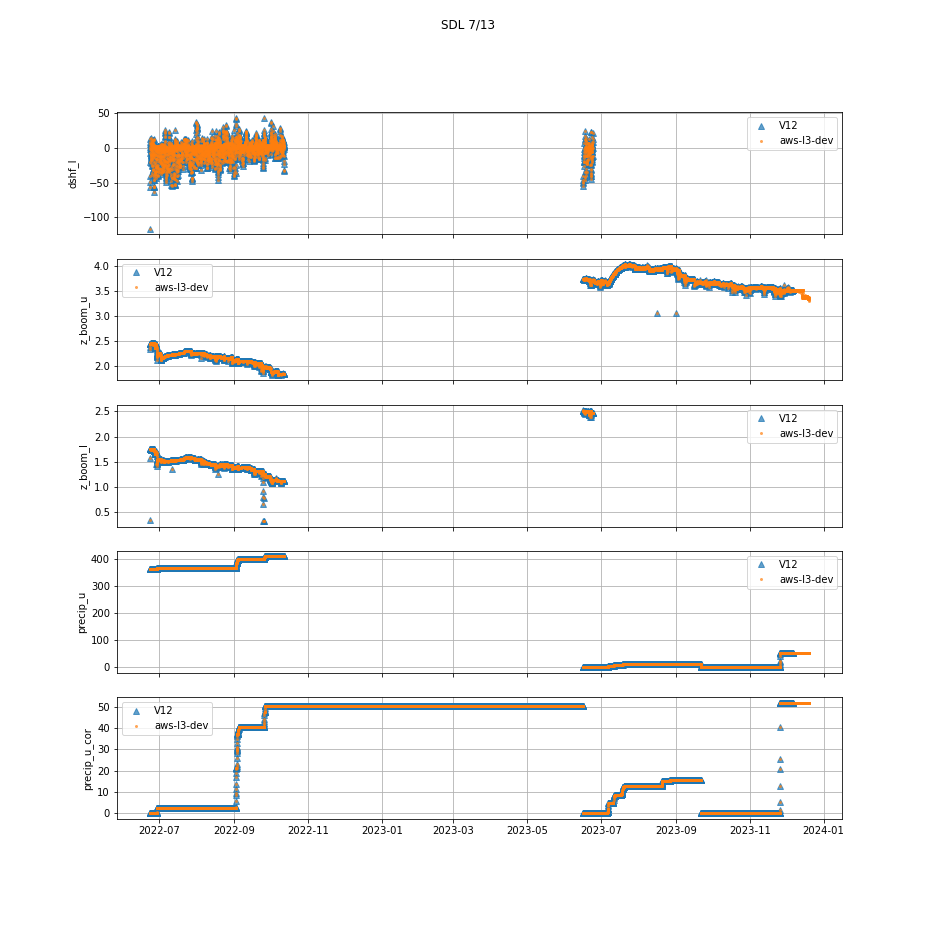 SDL 7/13
50
0
−50
−100
dshf_l
V12
aws-l3-dev
4.0
3.5
3.0
2.5
2.0
z_boom_u
V12
aws-l3-dev
2.5
2.0
1.5
1.0
0.5
z_boom_l
V12
aws-l3-dev
400
300
200
100
0
precip_u
V12
aws-l3-dev
50
40
30
20
10
0
precip_u_cor
V12
aws-l3-dev
2022-07 2022-09 2022-11 2023-01 2023-03 2023-05 2023-07 2023-09 2023-11 2024-01